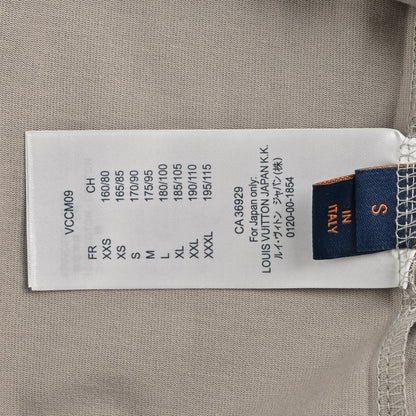 VCCM09
FR CH
XXS 160/80
XS 165/85
S 170/90
M 175/95
L 180/100
XL 185/105
XXL 190/110
XXXL 195/115
CA 36929
For Japan only:
LOUIS VUITTON JAPAN K.K.
ルイ・ヴィトン ジャパン(株)
0120-00-1854
IN
ITALY
S